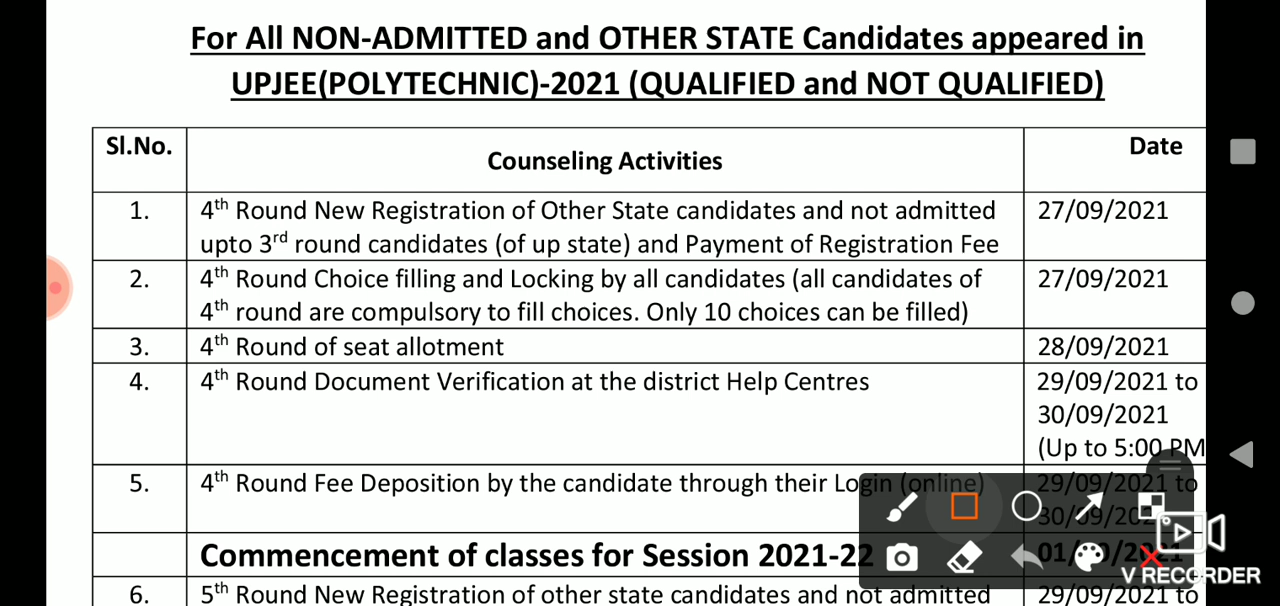 For All NON-ADMITTED and OTHER STATE Candidates appeared in
UPJEE(POLYTECHNIC)-2021 (QUALIFIED and NOT QUALIFIED)
Sl.No. Counseling Activities Date
1. 4th Round New Registration of Other State candidates and not admitted 27/09/2021
upto 3rd round candidates (of up state) and Payment of Registration Fee
2. 4th Round Choice filling and Locking by all candidates (all candidates of 27/09/2021
4th round are compulsory to fill choices. Only 10 choices can be filled)
3. 4th Round of seat allotment 28/09/2021
4. 4th Round Document Verification at the district Help Centres 29/09/2021 to
30/09/2021
(Up to 5:00 PM
5. 4th Round Fee Deposition by the candidate through their Login (online) 29/09/2021 to
Commencement of classes for Session 2021-22
6. 5th Round New Registration of other state candidates and not admitted 29/09/2021 to
V RECORDER